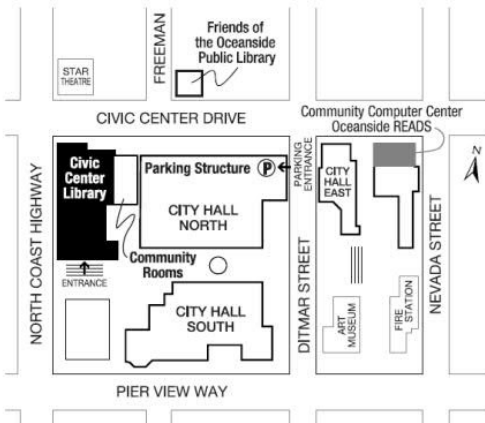 FREEMAN
Friends of
the Oceanside
Public Library
STAR
THEATRE
CIVIC CENTER DRIVE
Community Computer Center
Oceanside READS
Civic
Center
Library
Parking Structure
P
PARKING
ENTRANCE
CITY
HALL
EAST
N
CITY HALL
NORTH
Community
Rooms
ENTRANCE
NORTH COAST HIGHWAY
DITMAR STREET
NEVADA STREET
CITY HALL
SOUTH
ART
MUSEUM
FIRE
STATION
PIER VIEW WAY